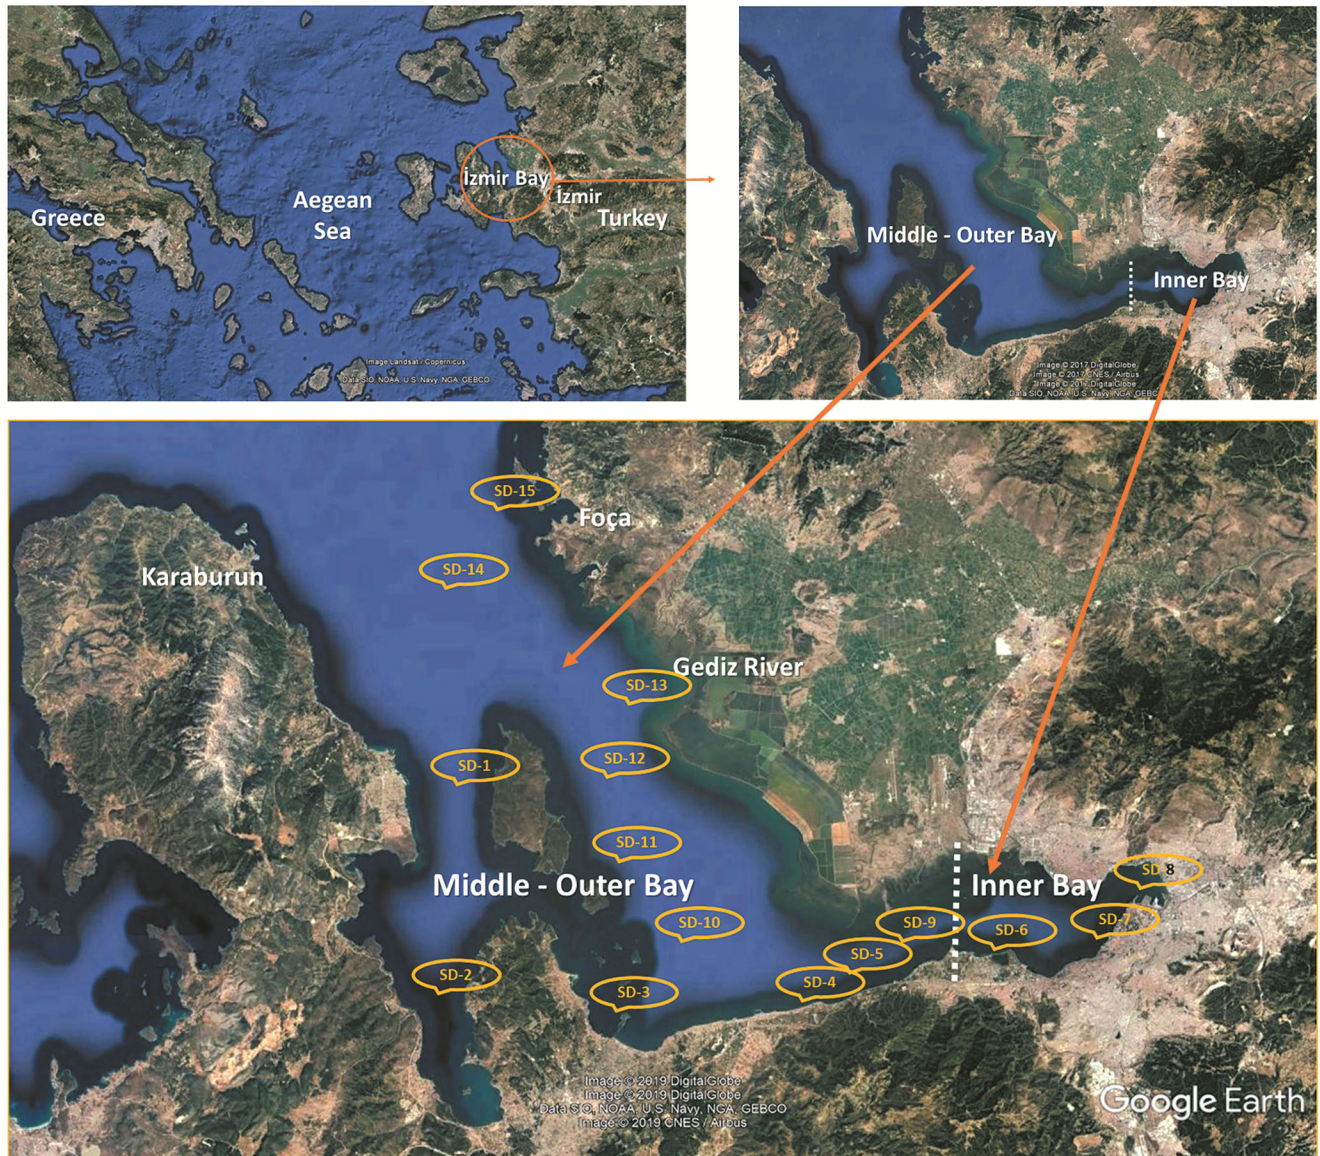 Greece
Aegean
Sea
İzmir Bay
İzmir
Turkey
Image Landsat / Copernicus
Data SIO, NOAA, U.S. Navy, NGA, GEBCO
Middle - Outer Bay
Inner Bay
Image © 2017 DigitalGlobe
Image © 2017 CNES / Airbus
Image © 2017 DigitalGlobe
Data SIO, NOAA, U.S. Navy, NGA, GEBC
SD-15
Foça
SD-14
Karaburun
Gediz River
SD-13
SD-1
SD-12
SD-11
Middle - Outer Bay
Inner Bay
SD-8
SD-10
SD-9
SD-6
SD-7
SD-5
SD-2
SD-3
SD-4
Image © 2019 DigitalGlobe
Image © 2019 DigitalGlobe
Data SIO, NOAA, U.S. Navy, NGA, GEBCO
Image © 2019 CNES / Airbus
Google Earth